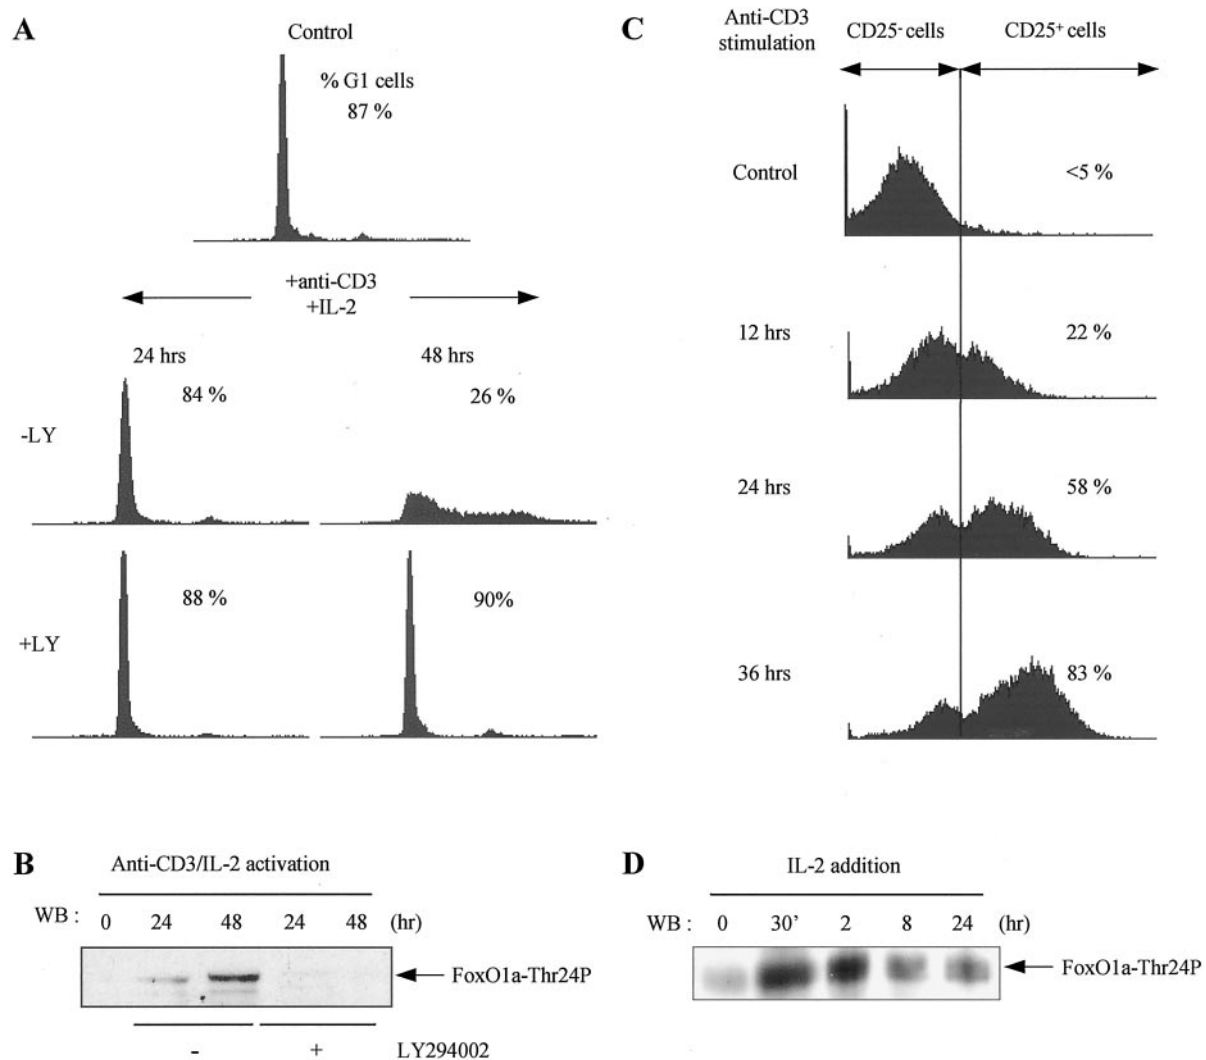 A
Control
% G1 cells
87 %
+anti-CD3
+IL-2
24 hrs
48 hrs
84 %
26 %
-LY
88 %
90%
+LY
B
Anti-CD3/IL-2 activation
WB : 0 24 48 24 48 (hr)
FoxO1a-Thr24P
- + LY294002
C
Anti-CD3
stimulation
CD25- cells
CD25+ cells
Control
<5 %
12 hrs
22 %
24 hrs
58 %
36 hrs
83 %
D
IL-2 addition
WB : 0 30' 2 8 24 (hr)
FoxO1a-Thr24P